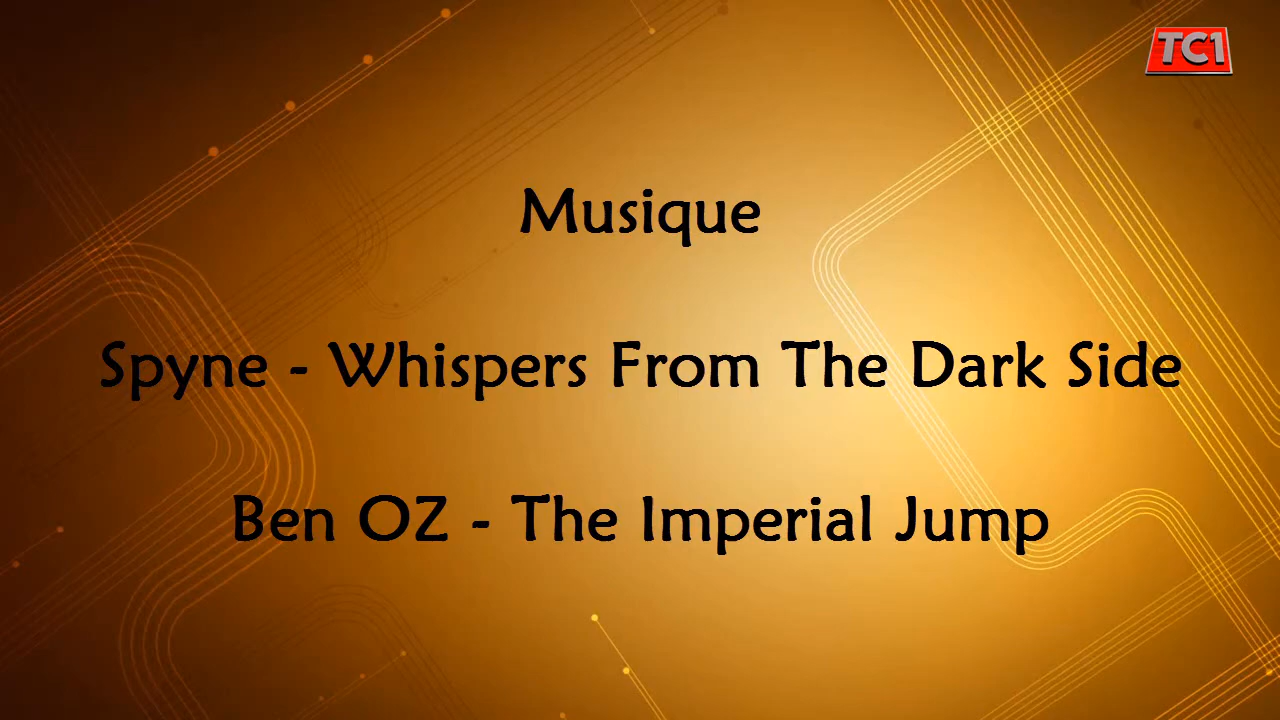 TC1
Musique
Spyne - Whispers From The Dark Side
Ben OZ - The Imperial Jump